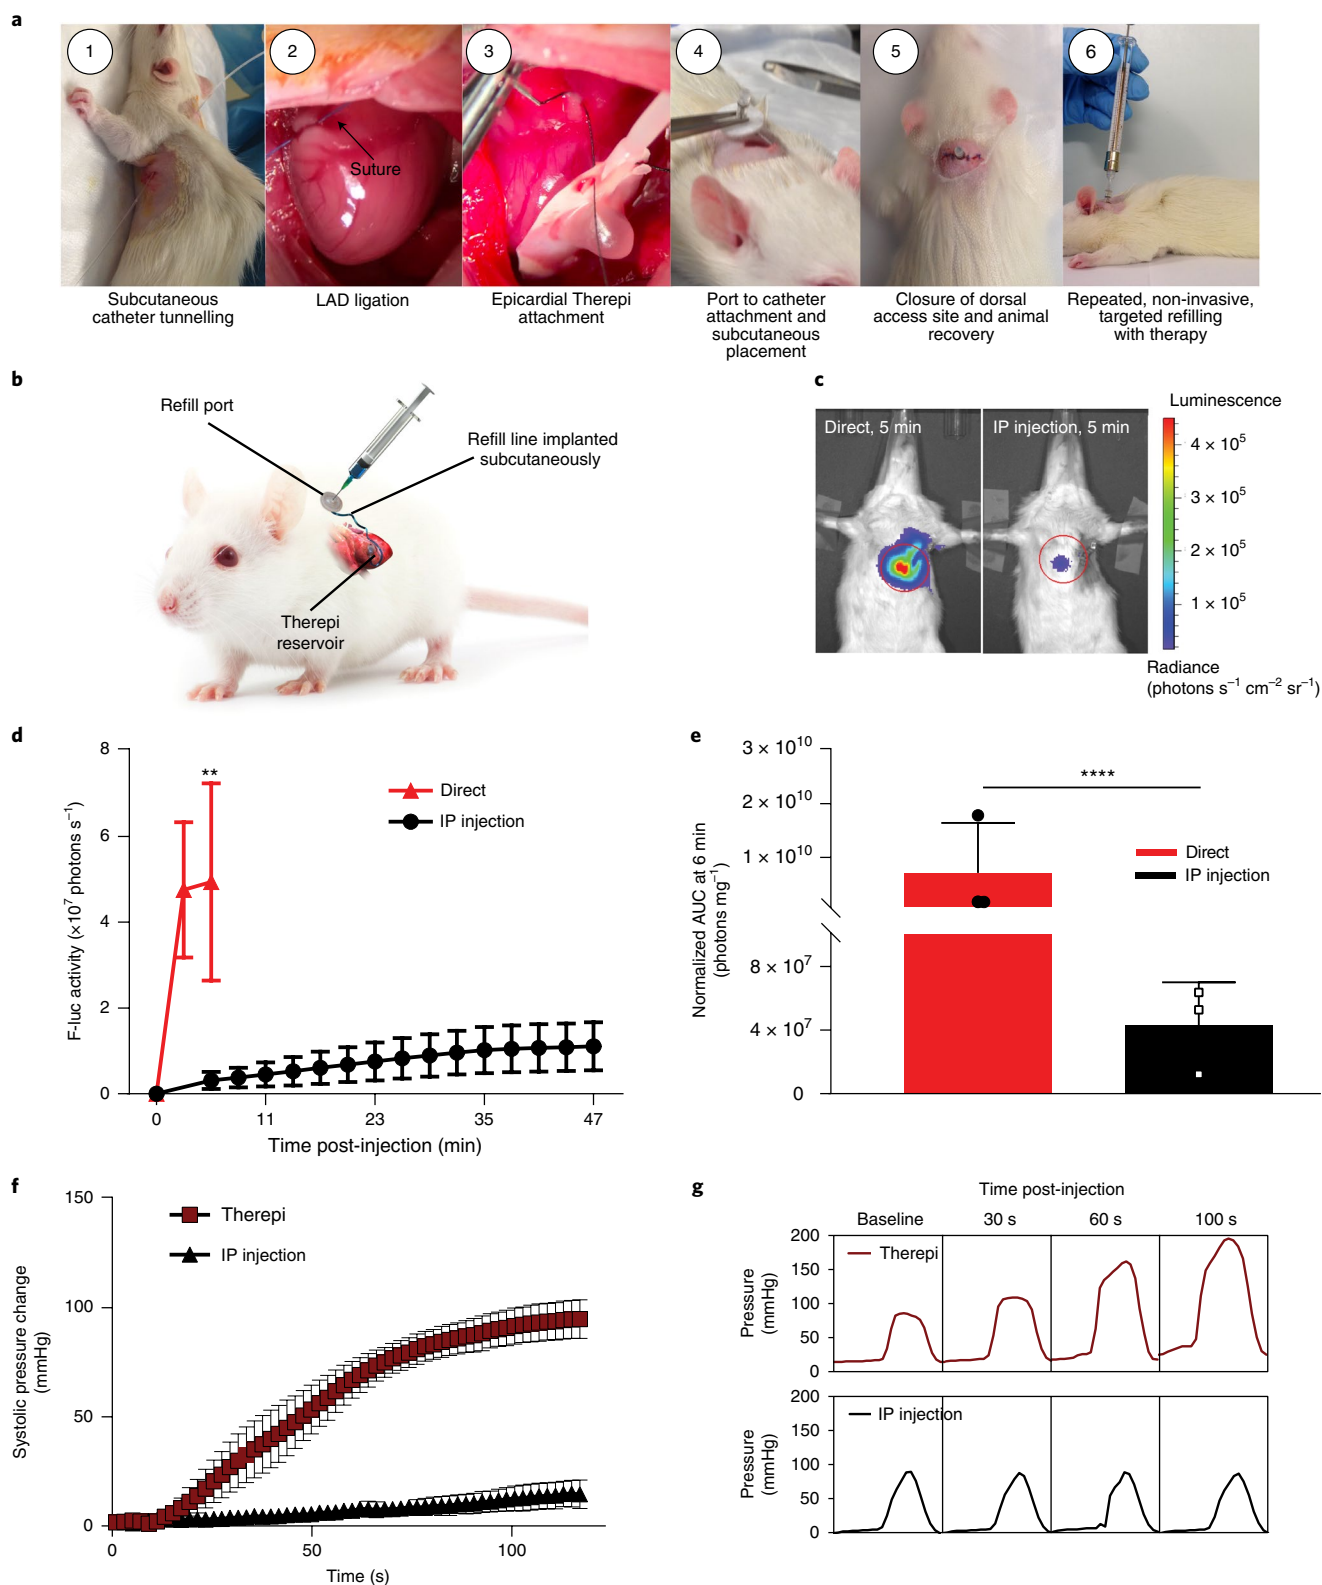 a
1
2
3
4
5
6
Suture
Subcutaneous
catheter tunnelling
LAD ligation
Epicardial Therepi
attachment
Port to catheter
attachment and
subcutaneous
placement
Closure of dorsal
access site and animal
recovery
Repeated, non-invasive,
targeted refilling
with therapy
b
Refill port
Refill line implanted
subcutaneously
Therepi
reservoir
c
Luminescence
Direct, 5 min
IP injection, 5 min
4 × 10⁵
3 × 10⁵
2 × 10⁵
1 × 10⁵
Radiance
(photons s⁻¹ cm⁻² sr⁻¹)
d
F-luc activity (×10⁷ photons s⁻¹)
8
6
4
2
0
**
Direct
IP injection
0
11
23
35
47
Time post-injection (min)
e
Normalized AUC at 6 min
(photons mg⁻¹)
3 × 10¹⁰
2 × 10¹⁰
1 × 10¹⁰
8 × 10⁷
4 × 10⁷
0
****
Direct
IP injection
f
Systolic pressure change
(mmHg)
150
100
50
0
Therepi
IP injection
0
50
100
Time (s)
g
Time post-injection
Baseline
30 s
60 s
100 s
Pressure
(mmHg)
200
150
100
50
0
Therepi
Pressure
(mmHg)
200
150
100
50
0
IP injection